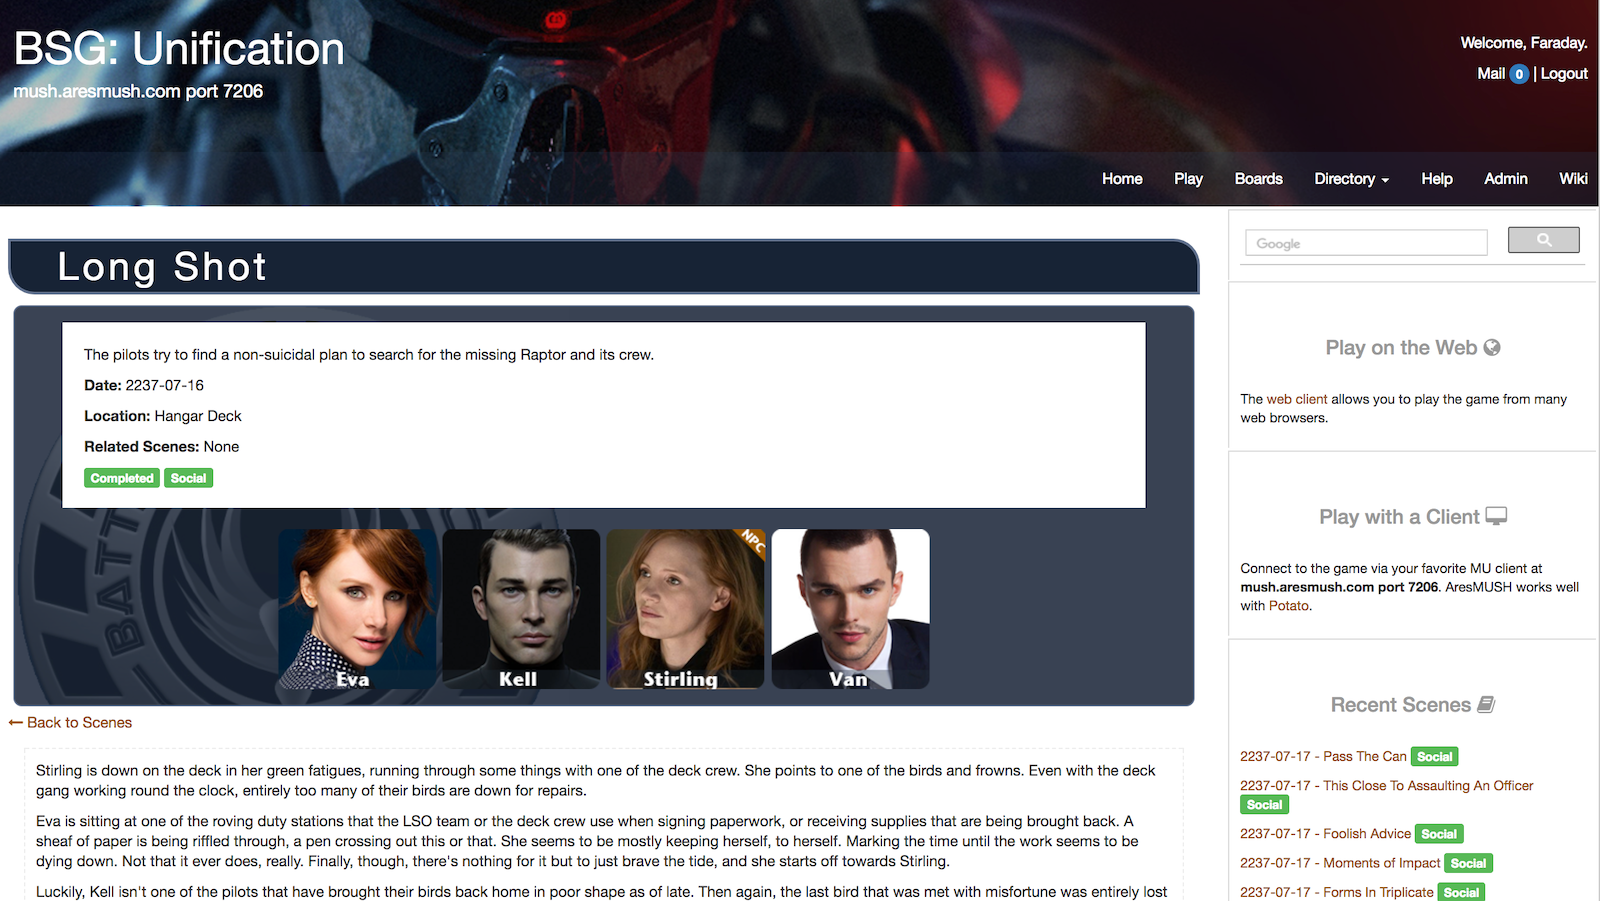 BSG: Unification
mush.aresmush.com port 7206
Welcome, Faraday.
Mail 0 | Logout
Home Play Boards Directory Help Admin Wiki
Long Shot
The pilots try to find a non-suicidal plan to search for the missing Raptor and its crew.
Date: 2237-07-16
Location: Hangar Deck
Related Scenes: None
Completed Social
BATT
NPC
Eva Kell Stirling Van
Back to Scenes
Stirling is down on the deck in her green fatigues, running through some things with one of the deck crew. She points to one of the birds and frowns. Even with the deck
gang working round the clock, entirely too many of their birds are down for repairs.
Eva is sitting at one of the roving duty stations that the LSO team or the deck crew use when signing paperwork, or receiving supplies that are being brought back. A
sheaf of paper is being riffled through, a pen crossing out this or that. She seems to be mostly keeping herself, to herself. Marking the time until the work seems to be
dying down. Not that it ever does, really. Finally, though, there's nothing for it but to just brave the tide, and she starts off towards Stirling.
Luckily, Kell isn't one of the pilots that have brought their birds back home in poor shape as of late. Then again, the last bird that was met with misfortune was entirely lost
Google
Play on the Web
The web client allows you to play the game from many
web browsers.
Play with a Client
Connect to the game via your favorite MU client at
mush.aresmush.com port 7206. AresMUSH works well
with Potato.
Recent Scenes
2237-07-17 - Pass The Can Social
2237-07-17 - This Close To Assaulting An Officer
Social
2237-07-17 - Foolish Advice Social
2237-07-17 - Moments of Impact Social
2237-07-17 - Forms In Triplicate Social